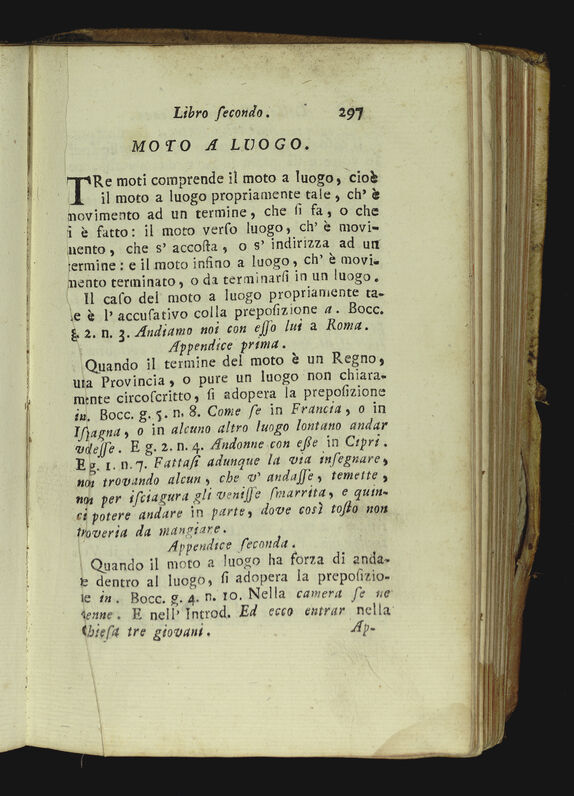 Libro ſecondo. 297
MOTO A LUOGO.
TRe moti comprende il moto a luogo, cioè
il moto a luogo propriamente tale, ch' è
movimento ad un termine, che ſi fa, o che
i è fatto: il moto verſo luogo, ch' è movi-
mento, che s' accoſta, o s' indirizza ad un
termine: e il moto infino a luogo, ch' è movi-
mento terminato, o da terminarſi in un luogo.
Il caſo del moto a luogo propriamente ta-
le è l' accuſativo colla prepoſizione a. Bocc.
g. 2. n. 3. Andiamo noi con eſſo lui a Roma.
Appendice prima.
Quando il termine del moto è un Regno,
una Provincia, o pure un luogo non chiara-
mente circoſcritto, ſi adopera la prepoſizione
in. Bocc. g. 5. n. 8. Come ſe in Francia, o in
Iſpagna, o in alcuno altro luogo lontano andar
vdeſſe. E g. 2. n. 4. Andonne con eſſe in Cipri.
E g. 1. n. 7. Fattaſi adunque la via inſegnare,
non trovando alcun, che v' andaſſe, temette,
non per iſciagura gli veniſſe ſmarrita, e quin-
ci potere andare in parte, dove così toſto non
troveria da mangiare.
Appendice ſeconda.
Quando il moto a luogo ha forza di anda-
re dentro al luogo, ſi adopera la prepoſizio-
ne in. Bocc. g. 4. n. 10. Nella camera ſe ne
venne. E nell' Introd. Ed ecco entrar nella
Chieſa tre giovani. Ap-